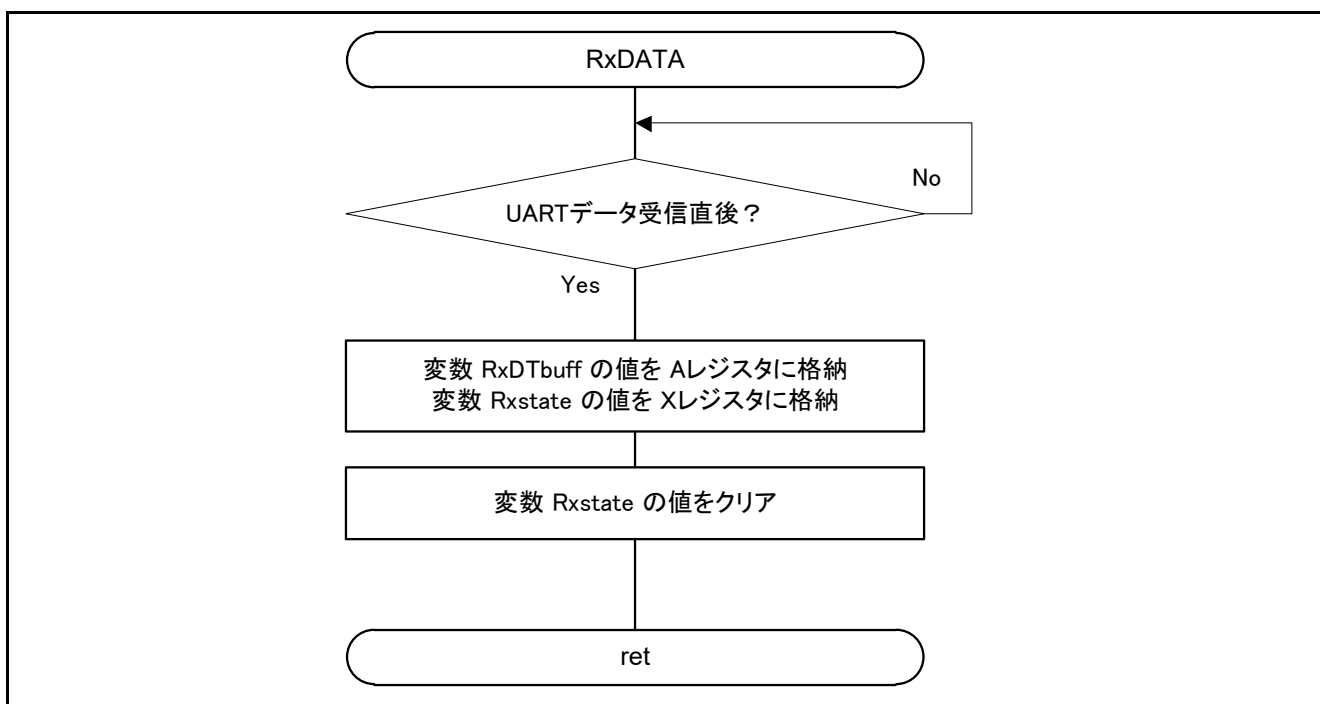 RxDATA
No
UARTデータ受信直後？
Yes
変数 RxDTbuff の値を Aレジスタに格納
変数 Rxstate の値を Xレジスタに格納
変数 Rxstate の値をクリア
ret